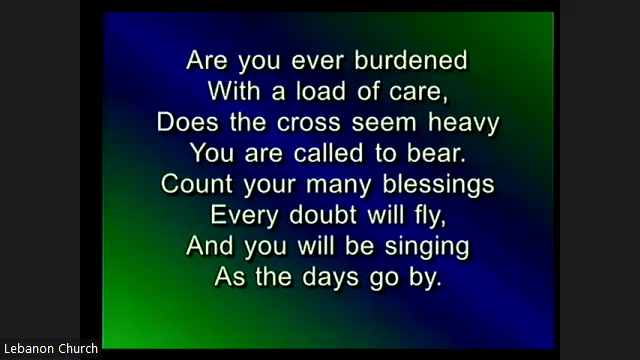 Are you ever burdened
With a load of care,
Does the cross seem heavy
You are called to bear.
Count your many blessings
Every doubt will fly,
And you will be singing
As the days go by.
Lebanon Church